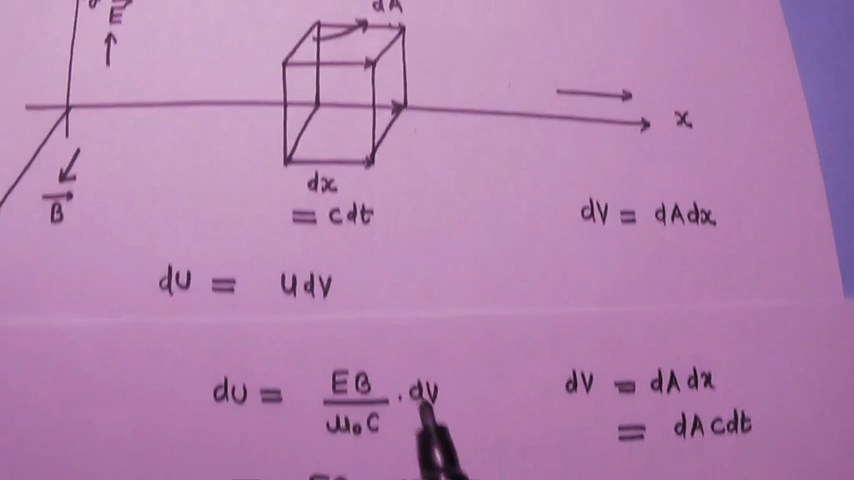 dA
E
x
B
dx
= cdt
dV = dAdx
dU = udV
dU = EB/μ₀C . dV
dV = dA dx
= dA cdt